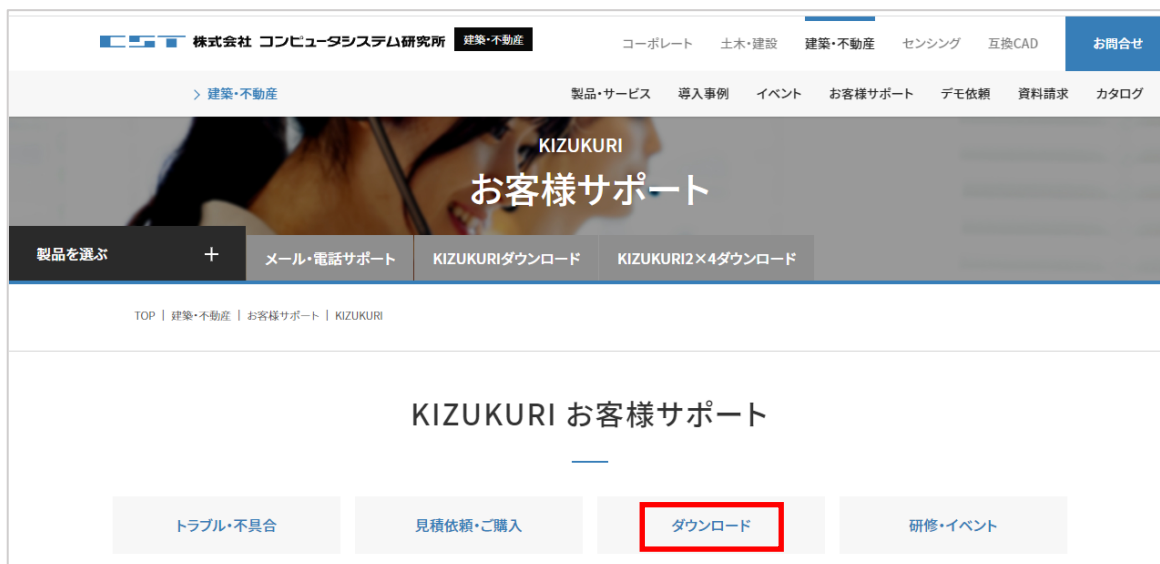 CST 株式会社 コンピュータシステム研究所 建築・不動産
コーポレート 土木・建設 建築・不動産 センシング 互換CAD お問合せ
> 建築・不動産
製品・サービス 導入事例 イベント お客様サポート デモ依頼 資料請求 カタログ
KIZUKURI
お客様サポート
製品を選ぶ + メール・電話サポート KIZUKURIダウンロード KIZUKURI2×4ダウンロード
TOP | 建築・不動産 | お客様サポート | KIZUKURI
KIZUKURI お客様サポート
トラブル・不具合 見積依頼・ご購入 ダウンロード 研修・イベント